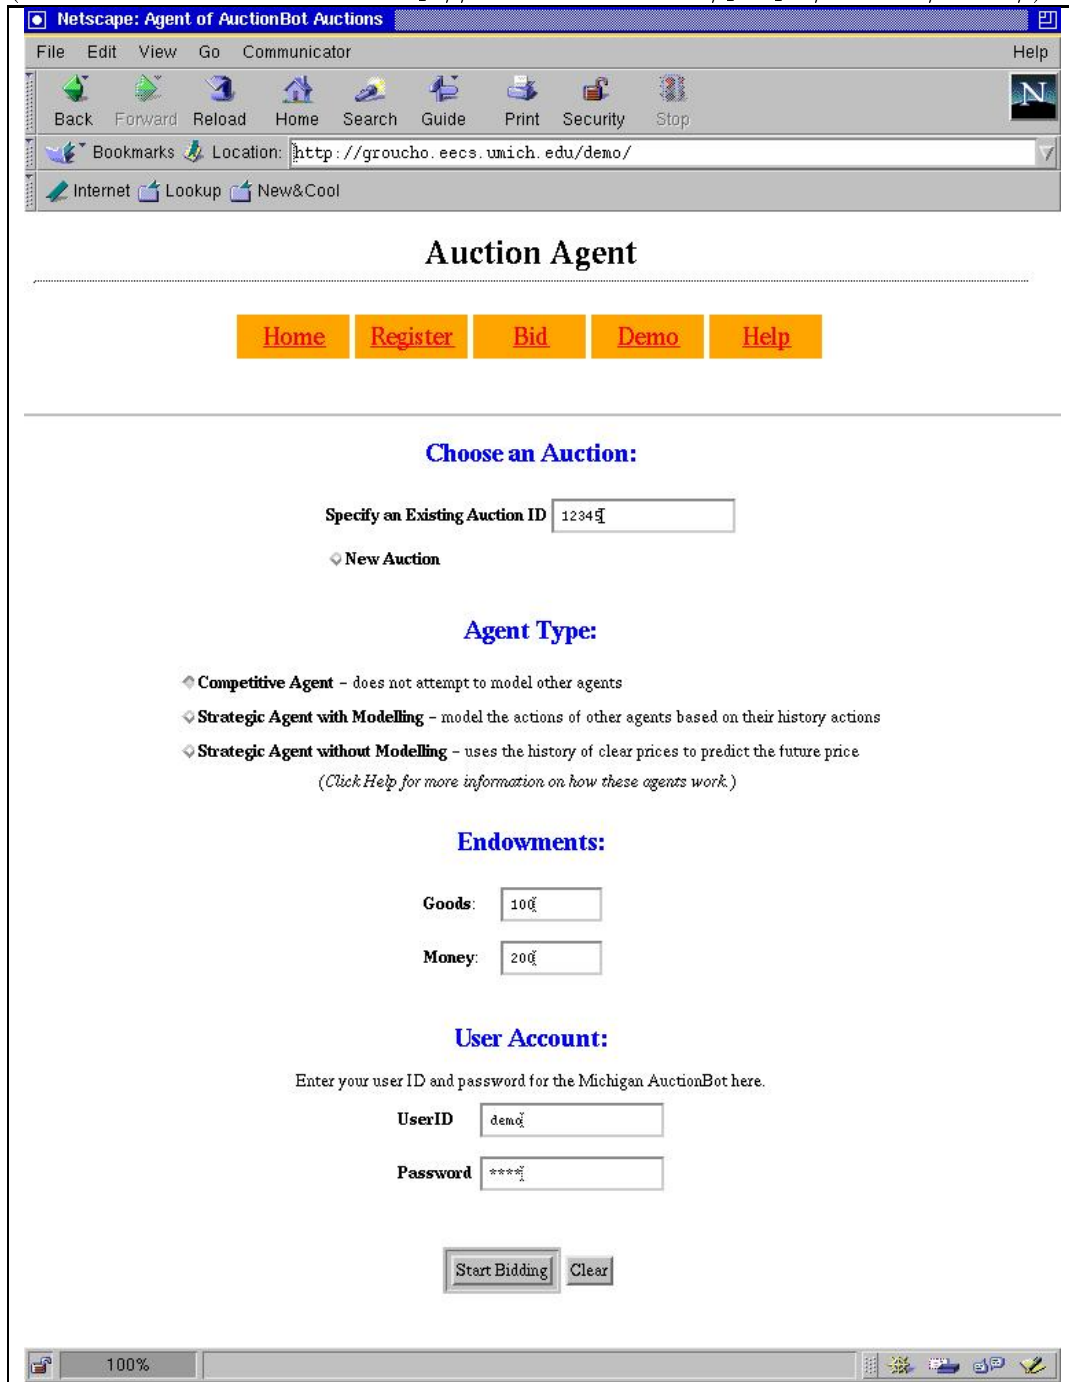 Netscape: Agent of AuctionBot Auctions
File Edit View Go Communicator Help
Back Forward Reload Home Search Guide Print Security Stop
N
Bookmarks Location: http://groucho.eecs.umich.edu/demo/
Internet Lookup New&Cool
Auction Agent
Home Register Bid Demo Help
Choose an Auction:
Specify an Existing Auction ID 12345
New Auction
Agent Type:
Competitive Agent - does not attempt to model other agents
Strategic Agent with Modelling - model the actions of other agents based on their history actions
Strategic Agent without Modelling - uses the history of clear prices to predict the future price
(Click Help for more information on how these agents work.)
Endowments:
Goods: 100
Money: 200
User Account:
Enter your user ID and password for the Michigan AuctionBot here.
UserID demo
Password ****
Start Bidding Clear
100%